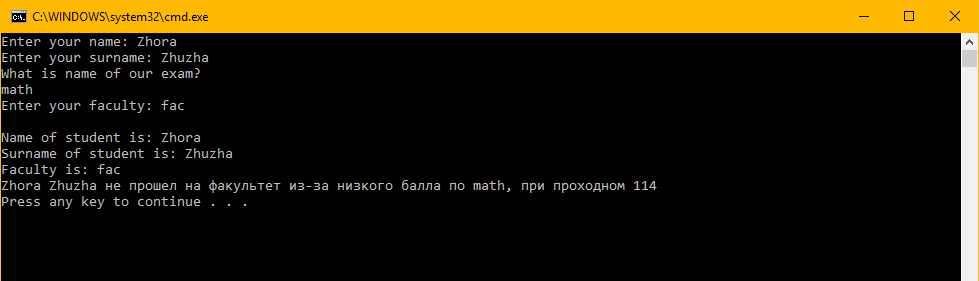 C:\WINDOWS\system32\cmd.exe
Enter your name: Zhora
Enter your surname: Zhuzha
What is name of our exam?
math
Enter your faculty: fac
Name of student is: Zhora
Surname of student is: Zhuzha
Faculty is: fac
Zhora Zhuzha не прошел на факультет из-за низкого балла по math, при проходном 114
Press any key to continue . . .